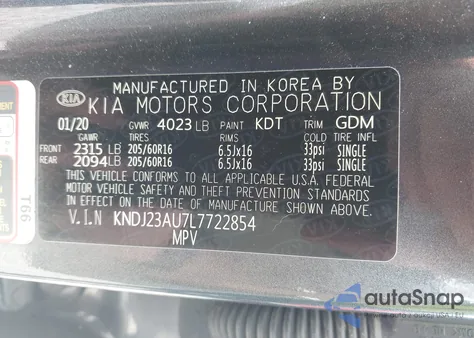 MANUFACTURED IN KOREA BY
KIA KIA MOTORS CORPORATION
01/20 GVWR 4023 LB PAINT KDT TRIM GDM
GAWR TIRES RIMS COLD TIRE INFL
FRONT 2315 LB 205/60R16 6.5Jx16 33psi SINGLE
REAR 2094 LB 205/60R16 6.5Jx16 33psi SINGLE
THIS VEHICLE CONFORMS TO ALL APPLICABLE U.S.A. FEDERAL
MOTOR VEHICLE SAFETY AND THEFT PREVENTION STANDARDS
IN EFFECT ON THE DATE OF MANUFACTURE SHOWN ABOVE.
V.I.N KNDJ23AU7L7722854
MPV
T66
autoSnap